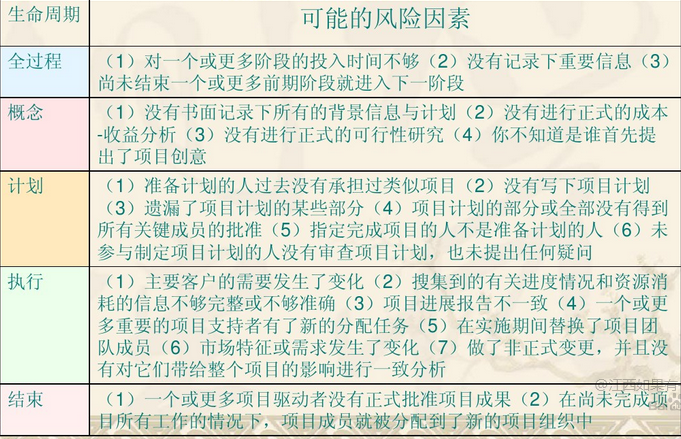 生命周期
可能的风险因素
全过程
（1）对一个或更多阶段的投入时间不够（2）没有记录下重要信息（3）
尚未结束一个或更多前期阶段就进入下一阶段
概念
（1）没有书面记录下所有的背景信息与计划（2）没有进行正式的成本
-收益分析（3）没有进行正式的可行性研究（4）你不知道是谁首先提
出了项目创意
计划
（1）准备计划的人过去没有承担过类似项目（2）没有写下项目计划
（3）遗漏了项目计划的某些部分（4）项目计划的部分或全部没有得到
所有关键成员的批准（5）指定完成项目的人不是准备计划的人（6）未
参与制定项目计划的人没有审查项目计划，也未提出任何疑问
执行
（1）主要客户的需要发生了变化（2）搜集到的有关进度情况和资源消
耗的信息不够完整或不够准确（3）项目进展报告不一致（4）一个或更
多重要的项目支持者有了新的分配任务（5）在实施期间替换了项目团
队成员（6）市场特征或需求发生了变化（7）做了非正式变更，并且没
有对它们带给整个项目的影响进行一致分析
@江西如果有
结束
（1）一个或更多项目驱动者没有正式批准项目成果（2）在尚未完成项
目所有工作的情况下，项目成员就被分配到了新的项目组织中